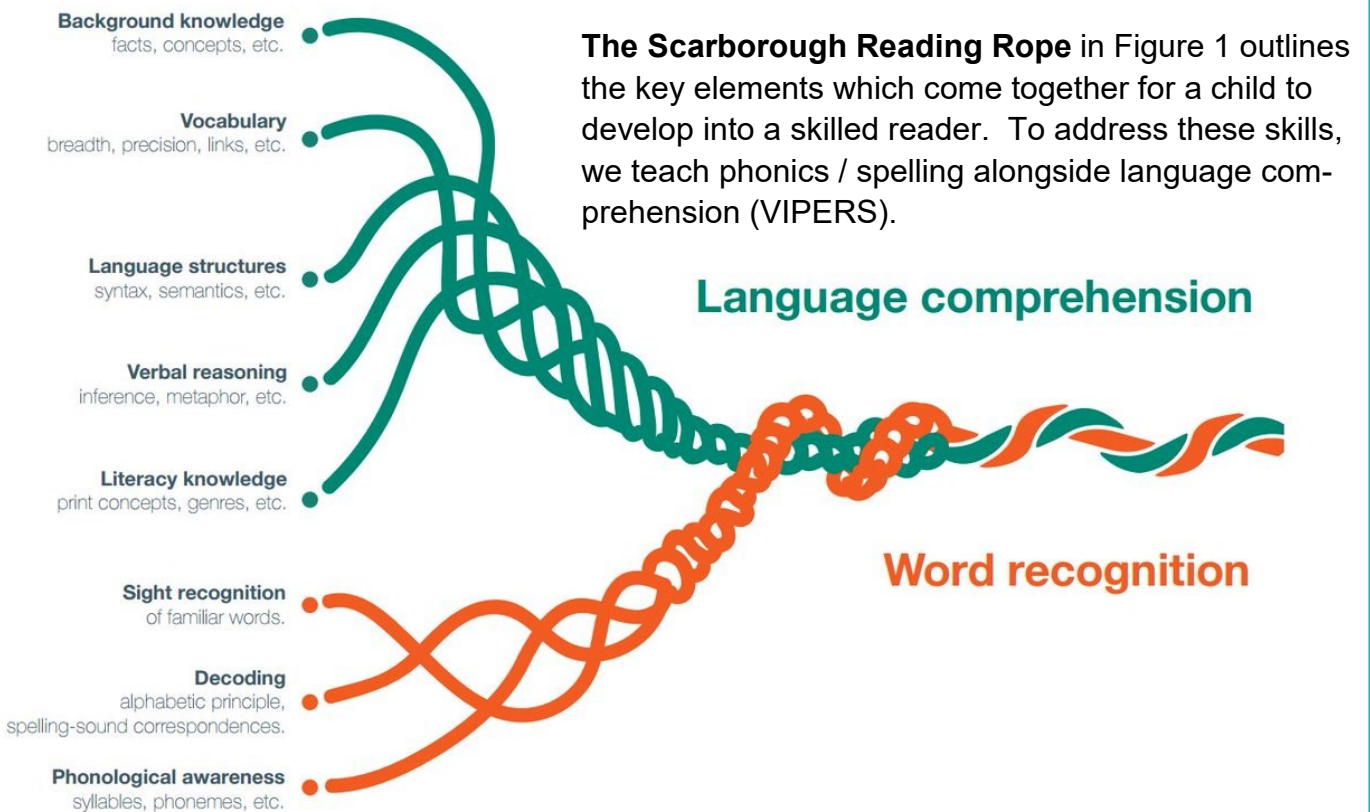 Background knowledge
facts, concepts, etc.
Vocabulary
breadth, precision, links, etc.
Language structures
syntax, semantics, etc.
Verbal reasoning
inference, metaphor, etc.
Literacy knowledge
print concepts, genres, etc.
Sight recognition
of familiar words.
Decoding
alphabetic principle,
spelling-sound correspondences.
Phonological awareness
syllables, phonemes, etc.
The Scarborough Reading Rope in Figure 1 outlines
the key elements which come together for a child to
develop into a skilled reader.  To address these skills,
we teach phonics / spelling alongside language com-
prehension (VIPERS).
Language comprehension
Word recognition